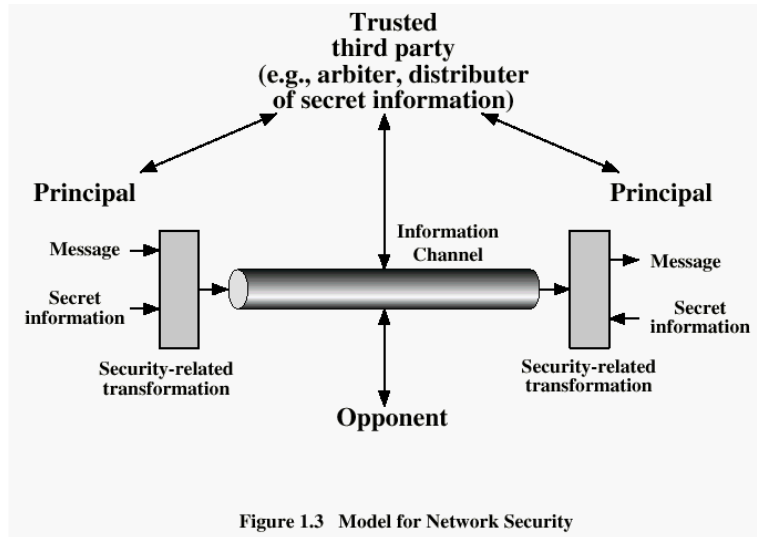 Trusted
third party
(e.g., arbiter, distributer
of secret information)
Principal
Principal
Information
Channel
Message
Secret
information
Security-related
transformation
Message
Secret
information
Security-related
transformation
Opponent
Figure 1.3 Model for Network Security